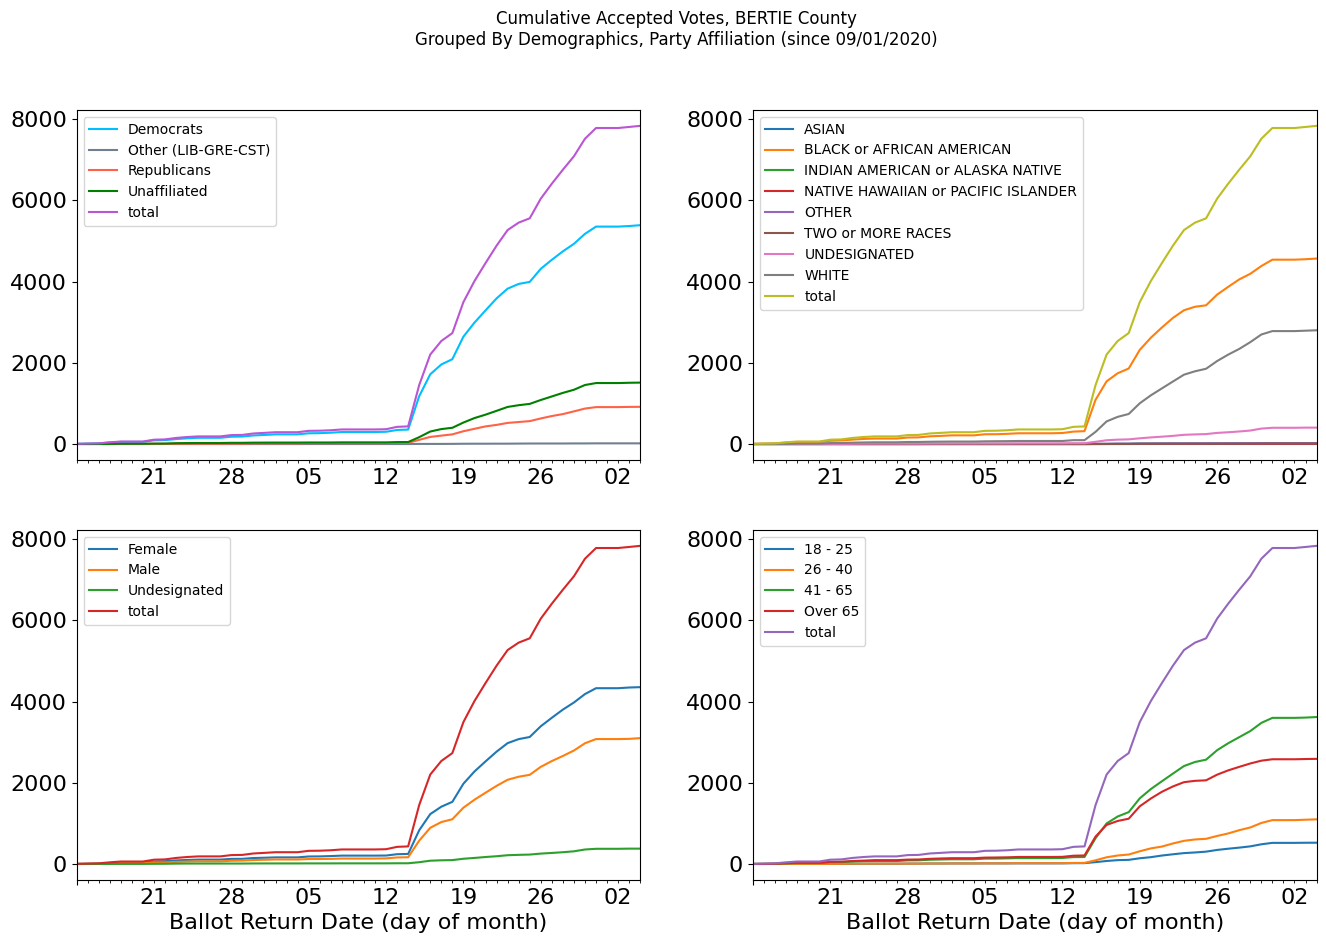 Cumulative Accepted Votes, BERTIE County
Grouped By Demographics, Party Affiliation (since 09/01/2020)
8000
6000
4000
2000
0
Democrats
Other (LIB-GRE-CST)
Republicans
Unaffiliated
total
21 28 05 12 19 26 02
8000
6000
4000
2000
0
ASIAN
BLACK or AFRICAN AMERICAN
INDIAN AMERICAN or ALASKA NATIVE
NATIVE HAWAIIAN or PACIFIC ISLANDER
OTHER
TWO or MORE RACES
UNDESIGNATED
WHITE
total
21 28 05 12 19 26 02
8000
6000
4000
2000
0
Female
Male
Undesignated
total
21 28 05 12 19 26 02
Ballot Return Date (day of month)
8000
6000
4000
2000
0
18 - 25
26 - 40
41 - 65
Over 65
total
21 28 05 12 19 26 02
Ballot Return Date (day of month)